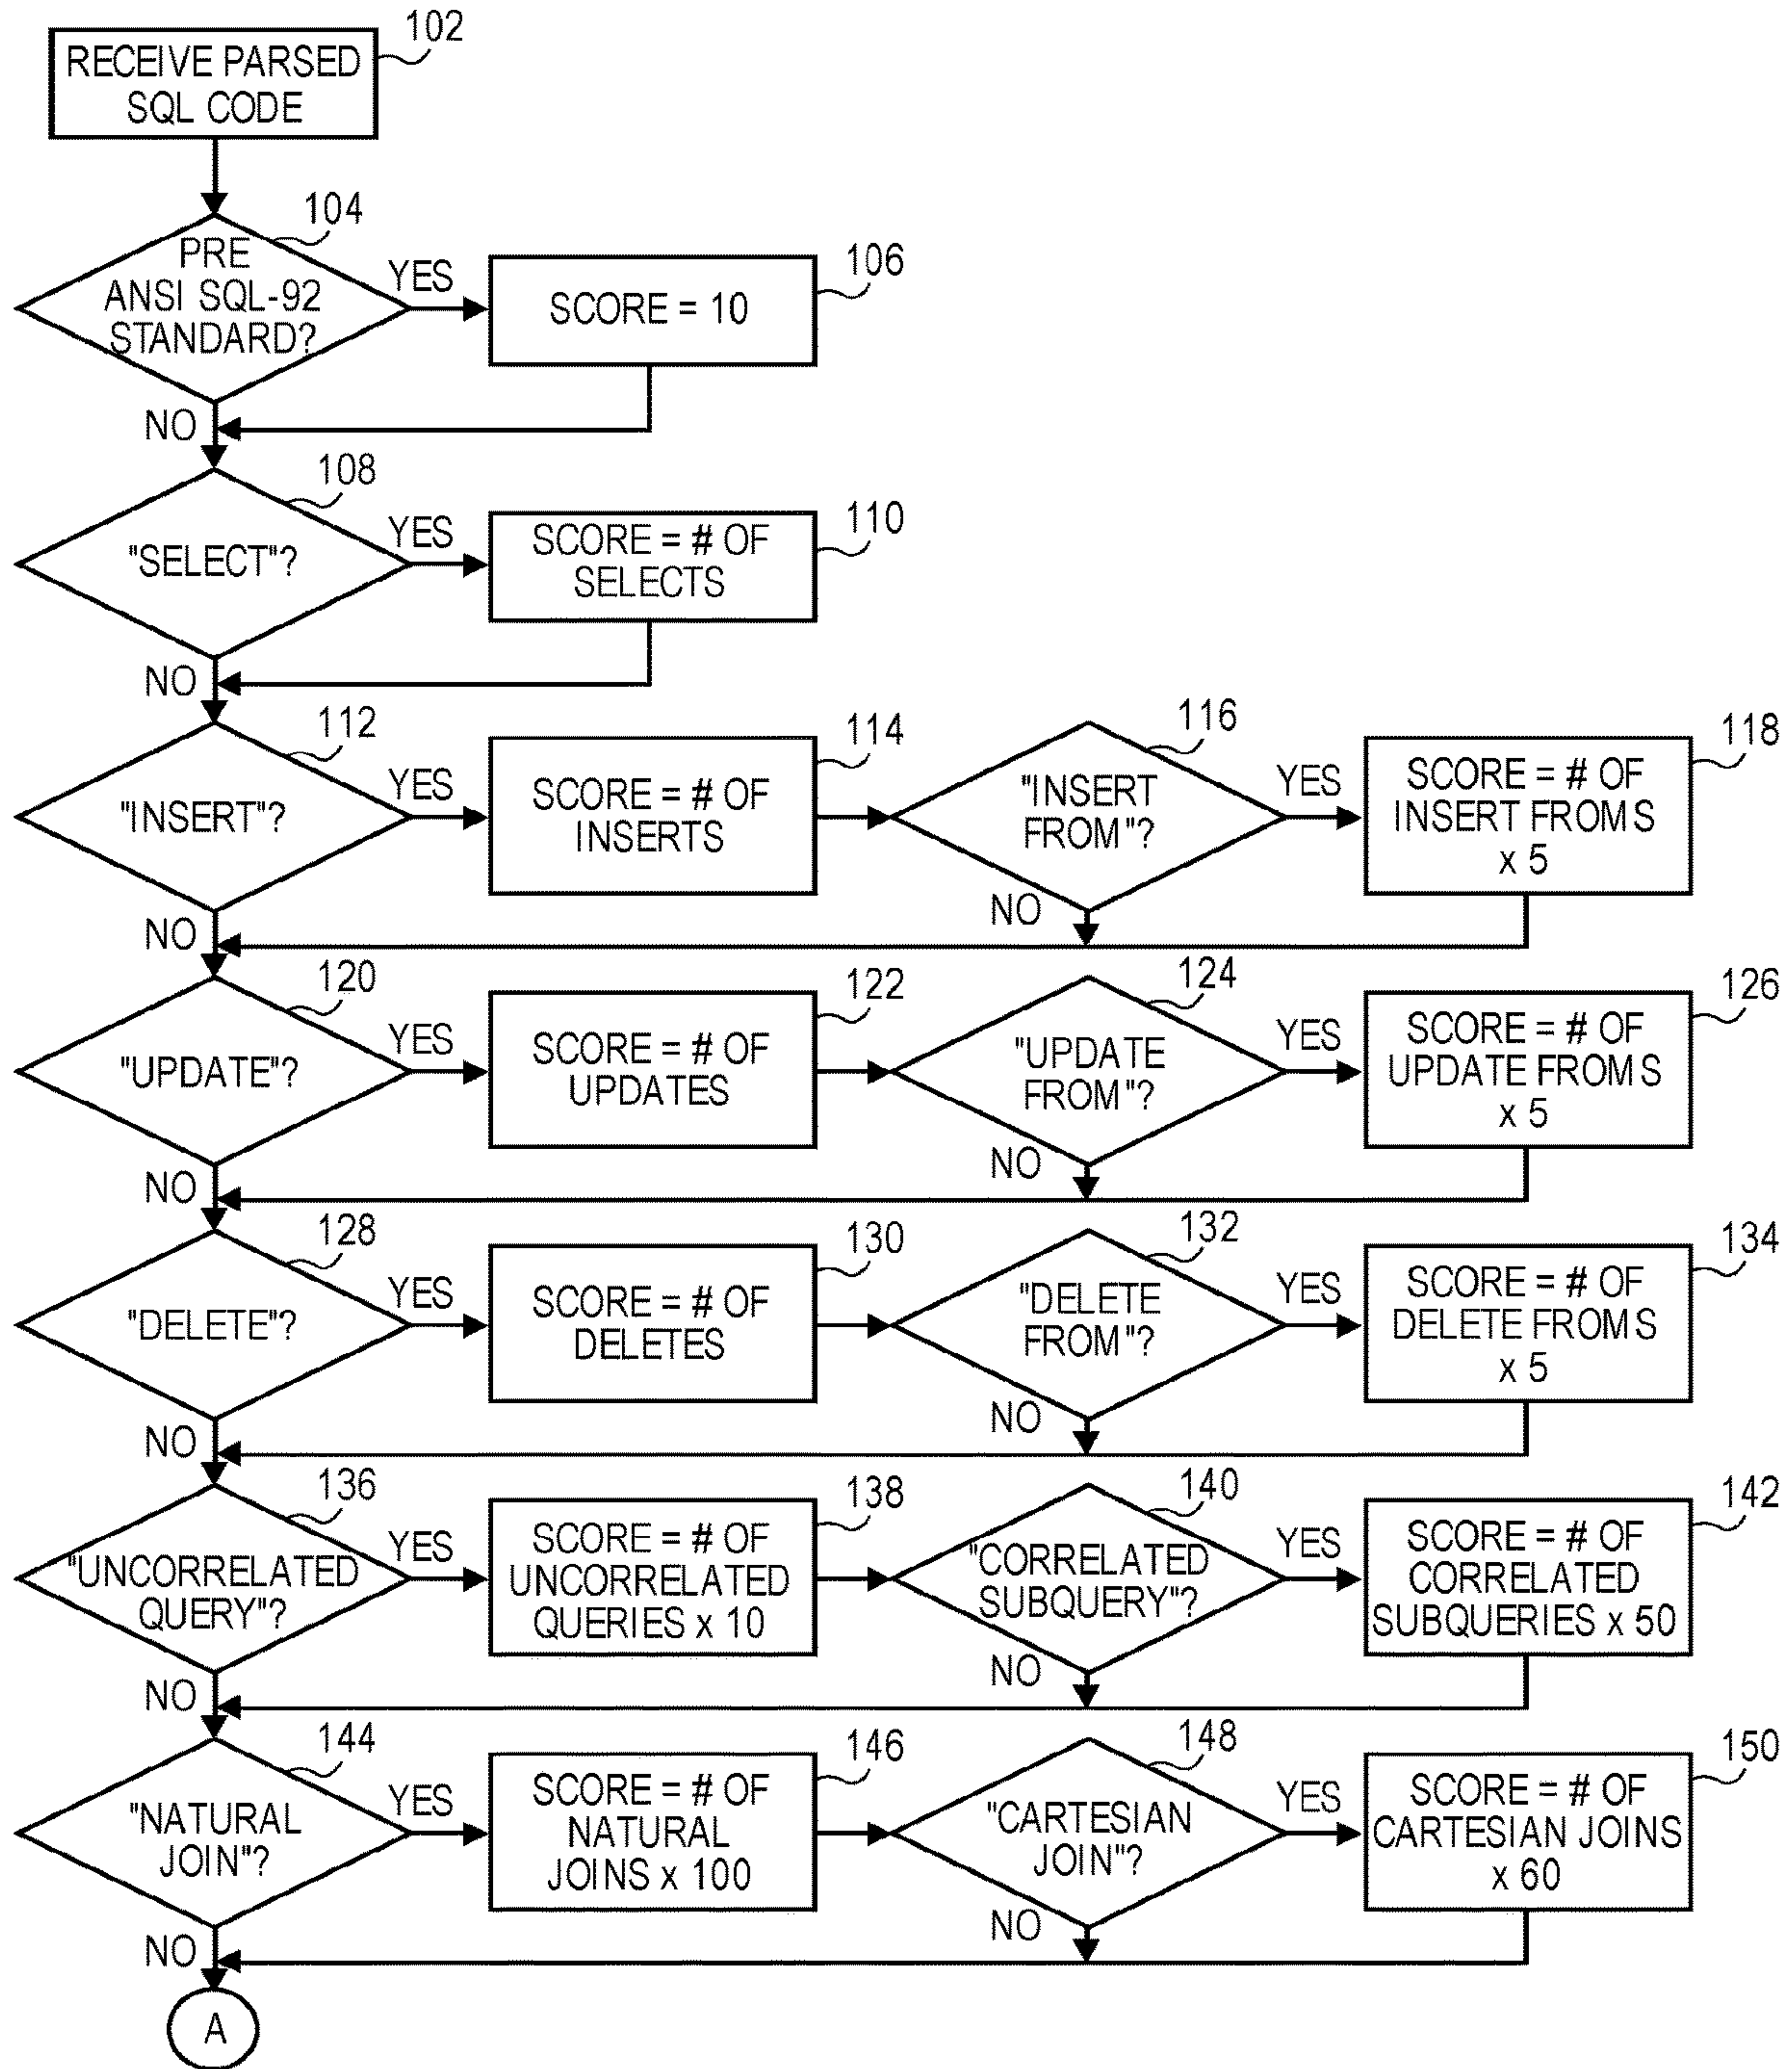 102
RECEIVE PARSED
SQL CODE
104
PRE
ANSI SQL-92
STANDARD?
YES
106
SCORE = 10
NO
108
"SELECT"?
YES
110
SCORE = # OF
SELECTS
NO
112
"INSERT"?
YES
114
SCORE = # OF
INSERTS
116
"INSERT
FROM"?
YES
118
SCORE = # OF
INSERT FROMS
x 5
NO
NO
120
"UPDATE"?
YES
122
SCORE = # OF
UPDATES
124
"UPDATE
FROM"?
YES
126
SCORE = # OF
UPDATE FROMS
x 5
NO
NO
128
"DELETE"?
YES
130
SCORE = # OF
DELETES
132
"DELETE
FROM"?
YES
134
SCORE = # OF
DELETE FROMS
x 5
NO
NO
136
"UNCORRELATED
QUERY"?
YES
138
SCORE = # OF
UNCORRELATED
QUERIES x 10
140
"CORRELATED
SUBQUERY"?
YES
142
SCORE = # OF
CORRELATED
SUBQUERIES x 50
NO
NO
144
"NATURAL
JOIN"?
YES
146
SCORE = # OF
NATURAL
JOINS x 100
148
"CARTESIAN
JOIN"?
YES
150
SCORE = # OF
CARTESIAN JOINS
x 60
NO
NO
A